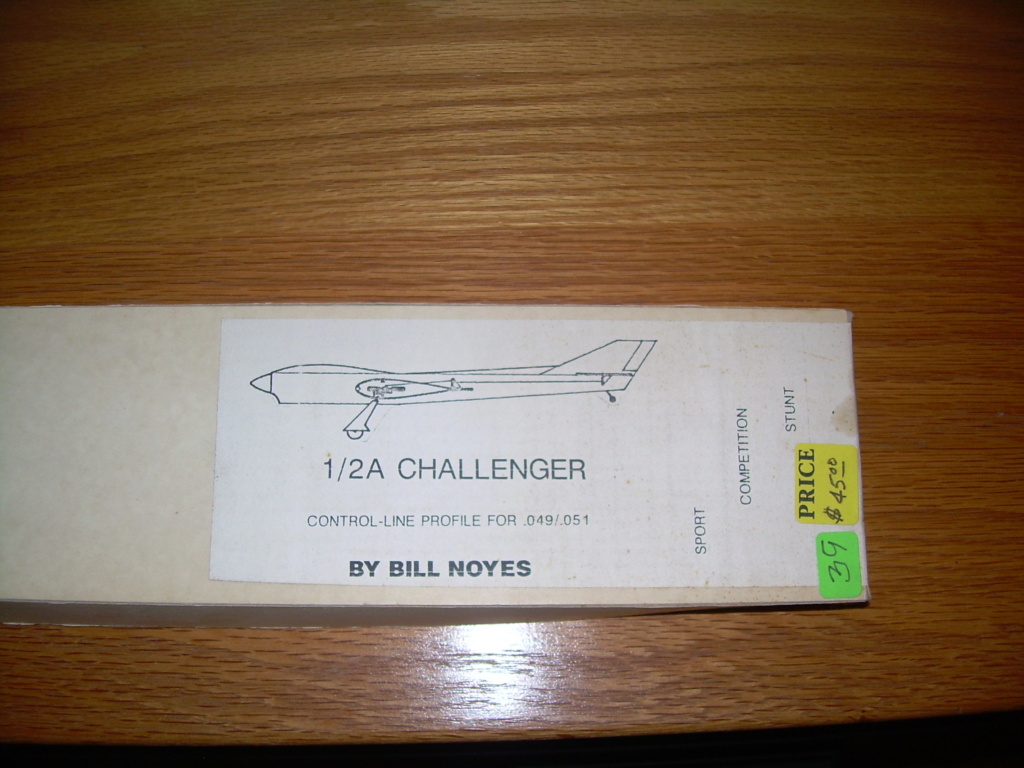 1/2A CHALLENGER
CONTROL-LINE PROFILE FOR .049/.051
BY BILL NOYES
SPORT
COMPETITION
STUNT
PRICE
$45.00
39